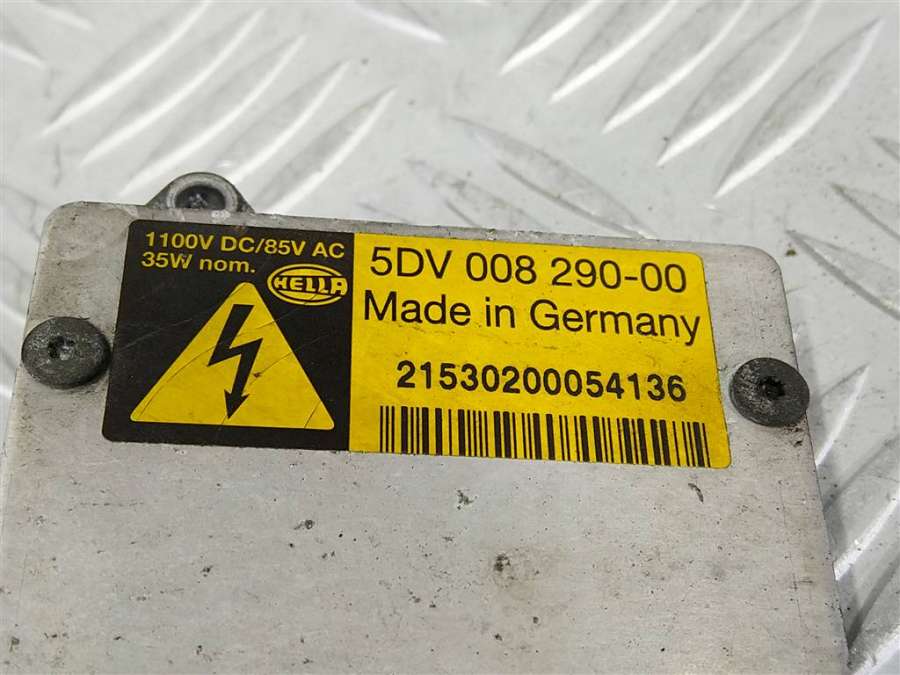 1100V DC/85V AC
35W nom.
HELLA
5DV 008 290-00
Made in Germany
21530200054136